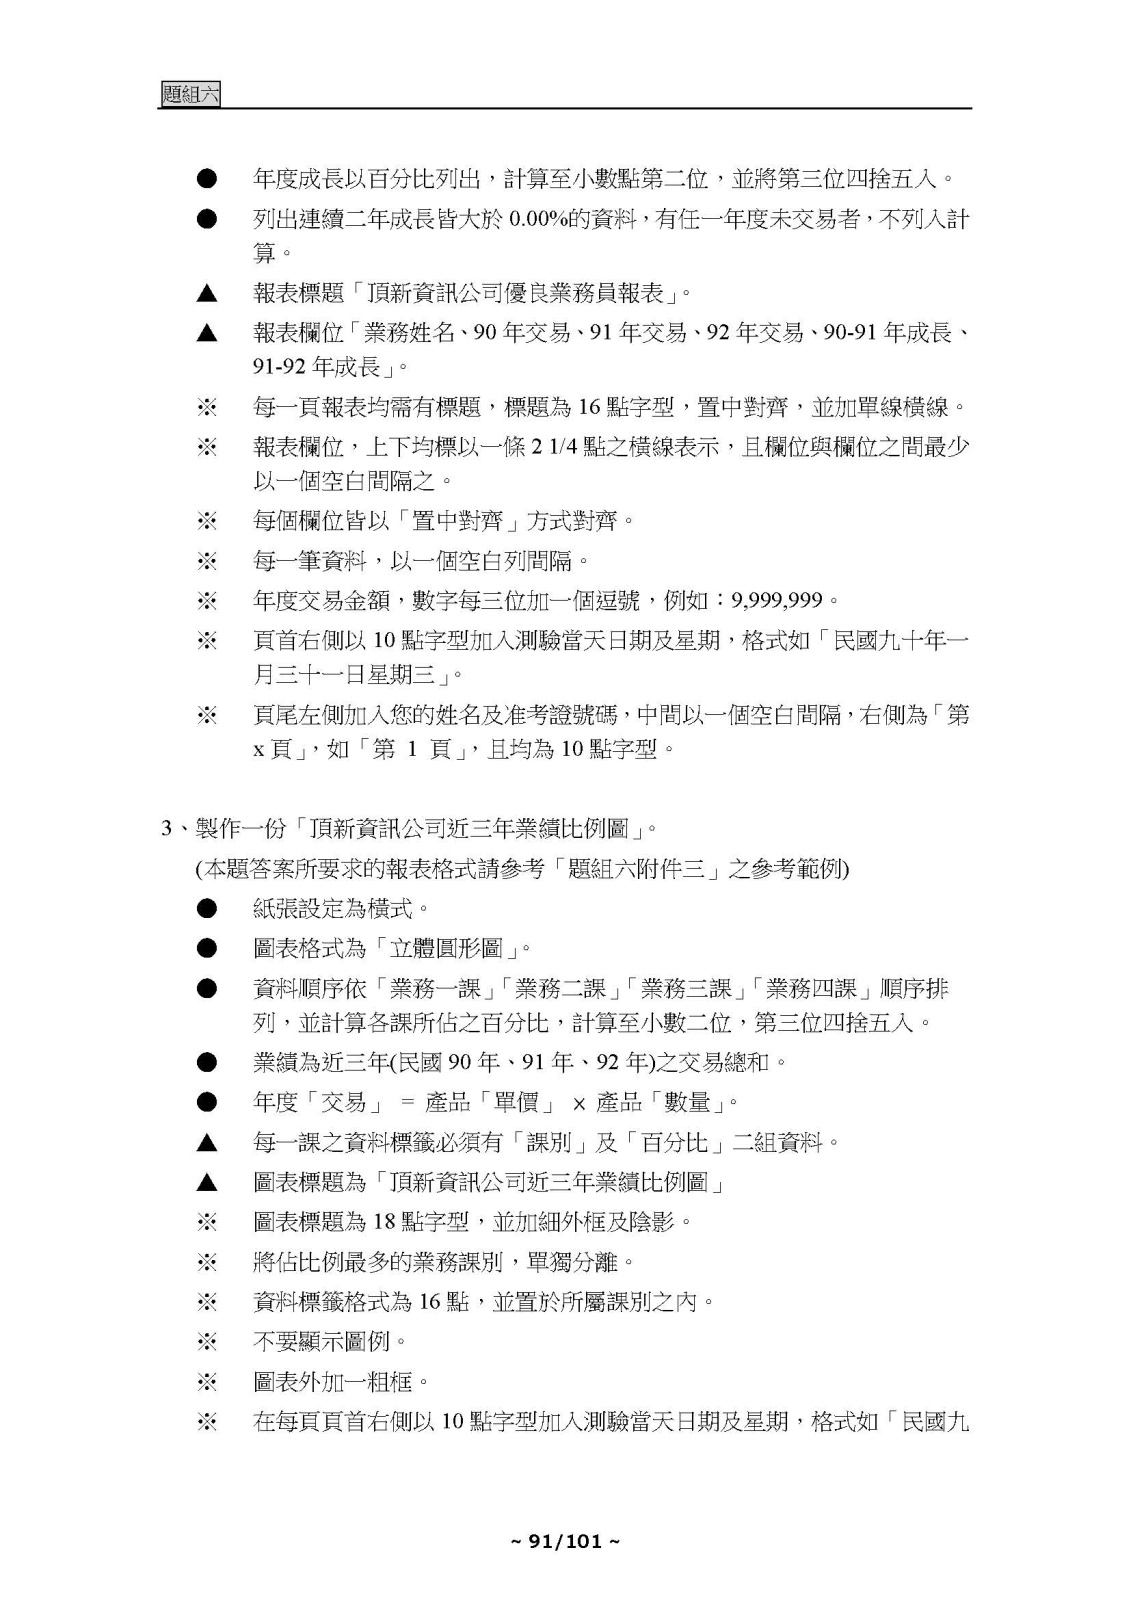 題組六
● 年度成長以百分比列出，計算至小數點第二位，並將第三位四捨五入。
● 列出連續二年成長皆大於 0.00%的資料，有任一年度未交易者，不列入計
算。
▲ 報表標題「頂新資訊公司優良業務員報表」。
▲ 報表欄位「業務姓名、90 年交易、91 年交易、92 年交易、90-91 年成長、
91-92 年成長」。
※ 每一頁報表均需有標題，標題為 16 點字型，置中對齊，並加單線橫線。
※ 報表欄位，上下均標以一條 2 1/4 點之橫線表示，且欄位與欄位之間最少
以一個空白間隔之。
※ 每個欄位皆以「置中對齊」方式對齊。
※ 每一筆資料，以一個空白列間隔。
※ 年度交易金額，數字每三位加一個逗號，例如：9,999,999。
※ 頁首右側以 10 點字型加入測驗當天日期及星期，格式如「民國九十年一
月三十一日星期三」。
※ 頁尾左側加入您的姓名及准考證號碼，中間以一個空白間隔，右側為「第
x 頁」，如「第 1 頁」，且均為 10 點字型。
3、製作一份「頂新資訊公司近三年業績比例圖」。
(本題答案所要求的報表格式請參考「題組六附件三」之參考範例)
● 紙張設定為橫式。
● 圖表格式為「立體圓形圖」。
● 資料順序依「業務一課」「業務二課」「業務三課」「業務四課」順序排
列，並計算各課所佔之百分比，計算至小數二位，第三位四捨五入。
● 業績為近三年(民國 90 年、91 年、92 年)之交易總和。
● 年度「交易」 = 產品「單價」 × 產品「數量」。
▲ 每一課之資料標籤必須有「課別」及「百分比」二組資料。
▲ 圖表標題為「頂新資訊公司近三年業績比例圖」
※ 圖表標題為 18 點字型，並加細外框及陰影。
※ 將佔比例最多的業務課別，單獨分離。
※ 資料標籤格式為 16 點，並置於所屬課別之內。
※ 不要顯示圖例。
※ 圖表外加一粗框。
※ 在每頁頁首右側以 10 點字型加入測驗當天日期及星期，格式如「民國九
~ 91/101 ~